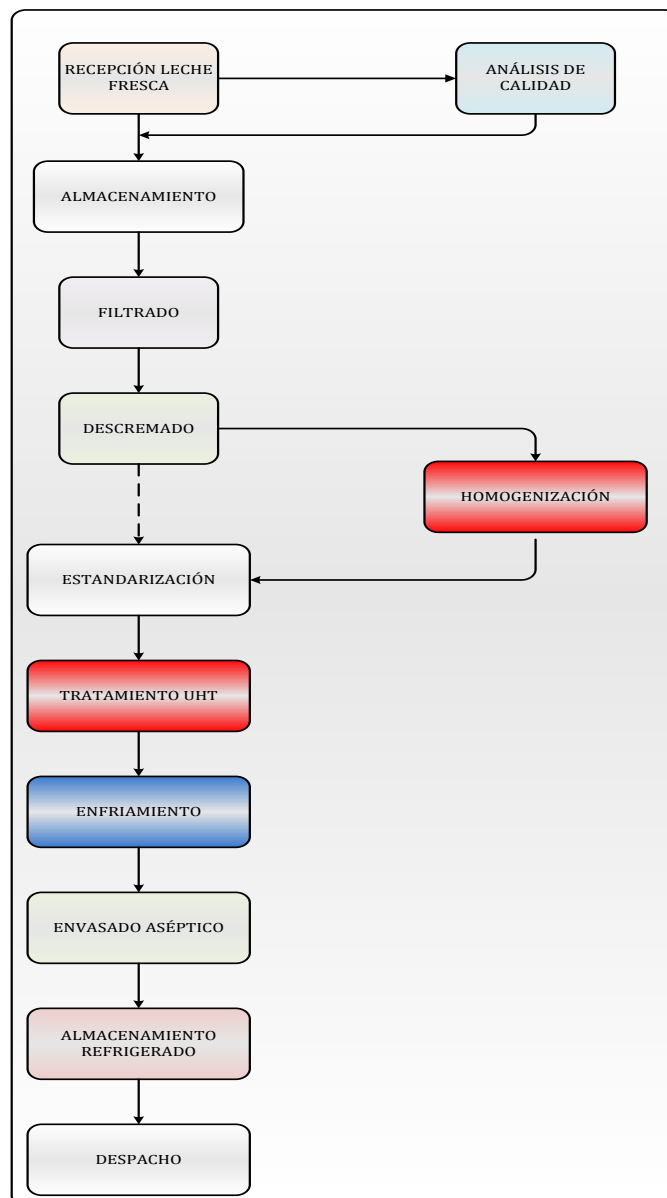 RECEPCIÓN LECHE
FRESCA
ANÁLISIS DE
CALIDAD
ALMACENAMIENTO
FILTRADO
DESCREMADO
HOMOGENIZACIÓN
ESTANDARIZACIÓN
TRATAMIENTO UHT
ENFRIAMIENTO
ENVASADO ASÉPTICO
ALMACENAMIENTO
REFRIGERADO
DESPACHO